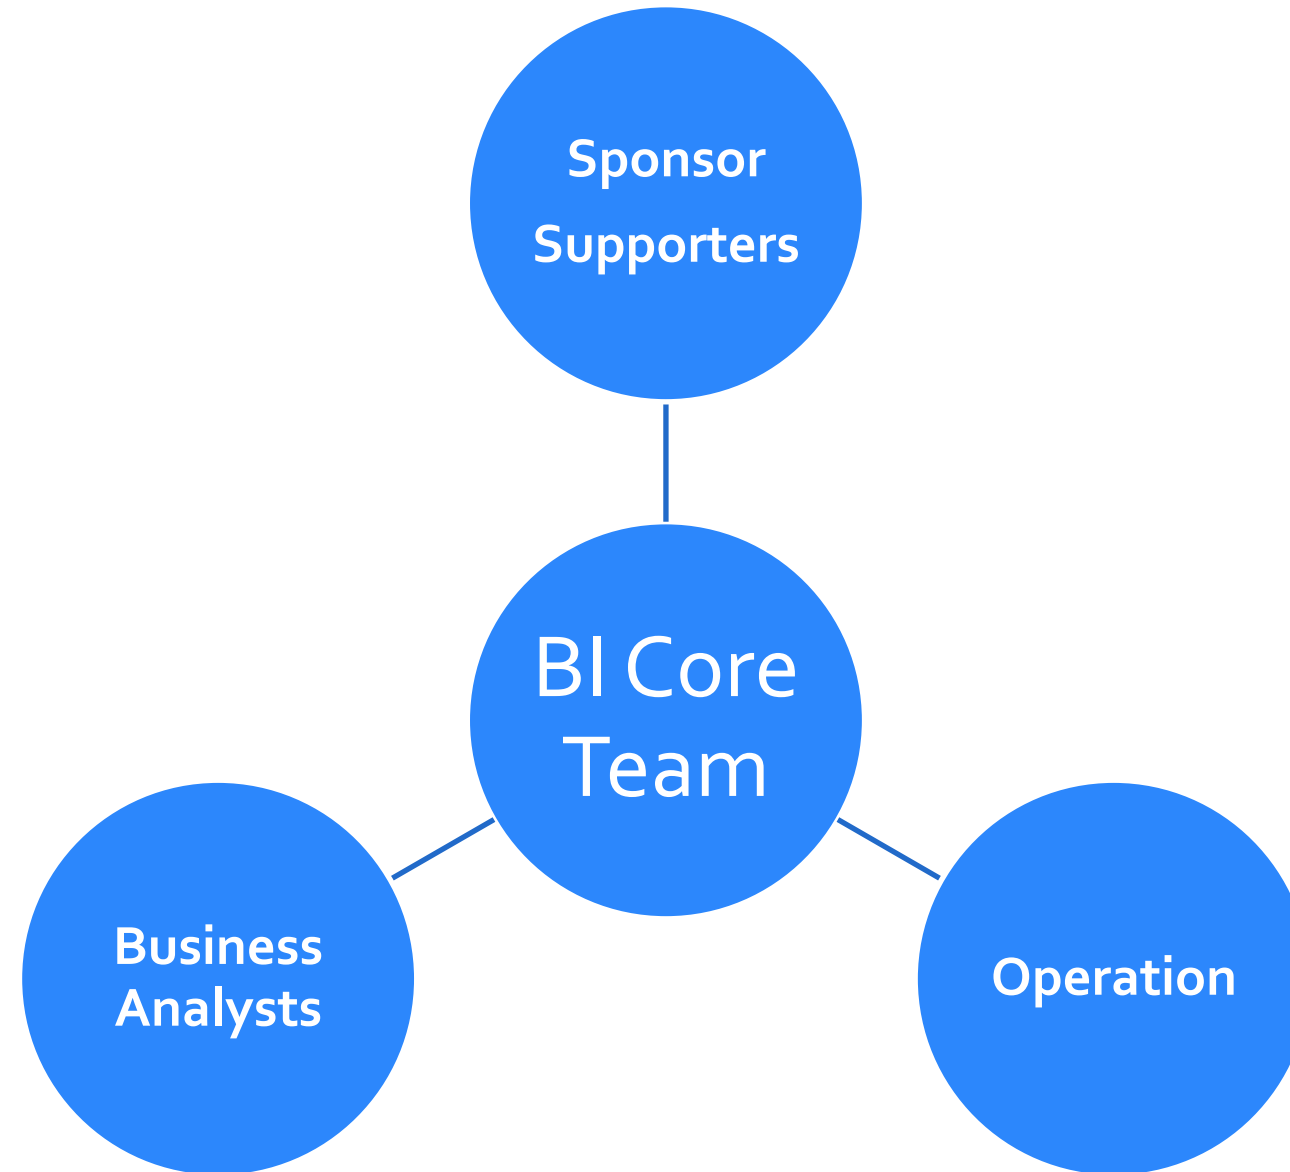 Sponsor
Supporters
BI Core
Team
Business
Analysts
Operation